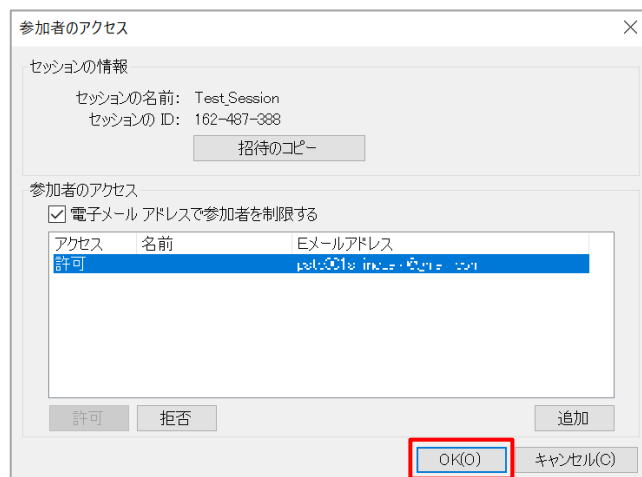 参加者のアクセス
セッションの情報
セッションの名前: Test_Session
セッションの ID: 162-487-388
招待のコピー
参加者のアクセス
電子メール アドレスで参加者を制限する
アクセス 名前 Eメールアドレス
許可
許可 拒否 追加
OK(O) キャンセル(C)